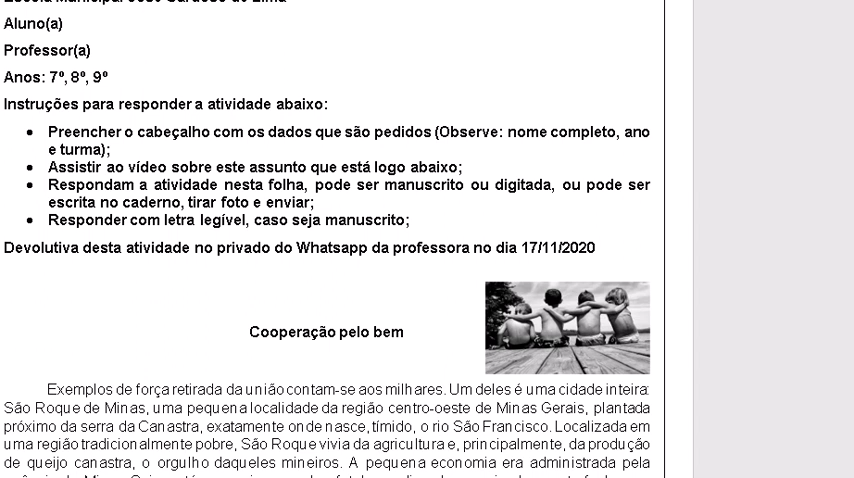 Escola Municipal José Cardoso de Lima
Aluno(a)
Professor(a)
Anos: 7º, 8º, 9º
Instruções para responder a atividade abaixo:
• Preencher o cabeçalho com os dados que são pedidos (Observe: nome completo, ano
e turma);
• Assistir ao vídeo sobre este assunto que está logo abaixo;
• Respondam a atividade nesta folha, pode ser manuscrito ou digitada, ou pode ser
escrita no caderno, tirar foto e enviar;
• Responder com letra legível, caso seja manuscrito;
Devolutiva desta atividade no privado do Whatsapp da professora no dia 17/11/2020
Cooperação pelo bem
Exemplos de força retirada da união contam-se aos milhares. Um deles é uma cidade inteira:
São Roque de Minas, uma pequena localidade da região centro-oeste de Minas Gerais, plantada
próximo da serra da Canastra, exatamente onde nasce, tímido, o rio São Francisco. Localizada em
uma região tradicionalmente pobre, São Roque vivia da agricultura e, principalmente, da produção
de queijo canastra, o orgulho daqueles mineiros. A pequena economia era administrada pela